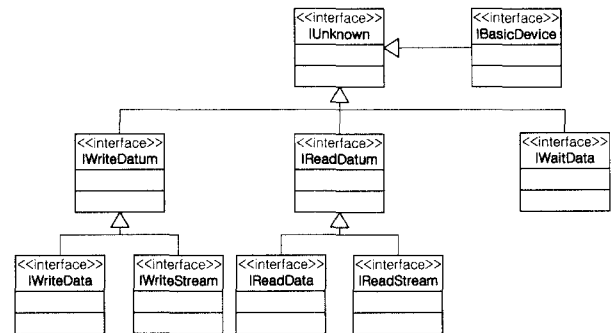 <<interface>>
IUnknown
<<interface>>
IBasicDevice
<<interface>>
IWriteDatum
<<interface>>
IReadDatum
<<interface>>
IWaitData
<<interface>>
IWriteData
<<interface>>
IWriteStream
<<interface>>
IReadData
<<interface>>
IReadStream